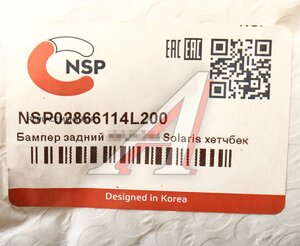 NSP
EAC EAC
NSP02866114L200
Бампер задний Solaris хетчбек
Designed in Korea